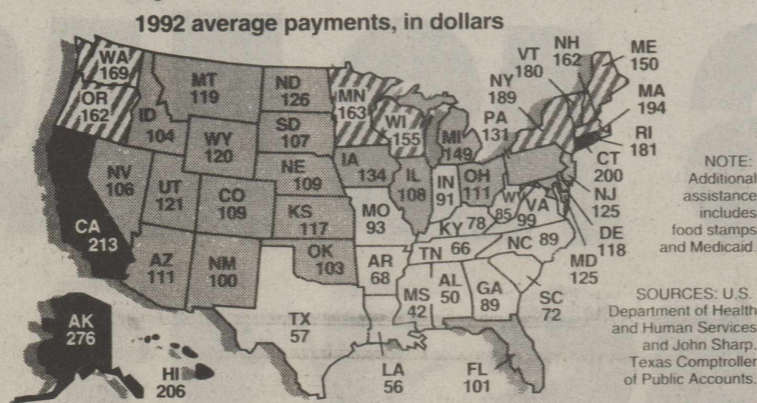 1992 average payments, in dollars
WA
169
OR
162
CA
213
NV
106
ID
104
MT
119
WY
120
UT
121
AZ
111
CO
109
NM
100
ND
126
SD
107
NE
109
KS
117
OK
103
TX
57
MN
163
IA
134
MO
93
AR
68
LA
56
WI
155
IL
108
MI
149
IN
91
OH
111
KY 78
TN 66
MS
42
AL
50
GA
89
FL
101
SC
72
NC 89
VA
99
WV
85
PA
131
NY
189
VT
180
NH
162
ME
150
MA
194
RI
181
CT
200
NJ
125
DE
118
MD
125
AK
276
HI
206
NOTE:
Additional
assistance
includes
food stamps
and Medicaid.
SOURCES: U.S.
Department of Health
and Human Services
and John Sharp.
Texas Comptroller
of Public Accounts.